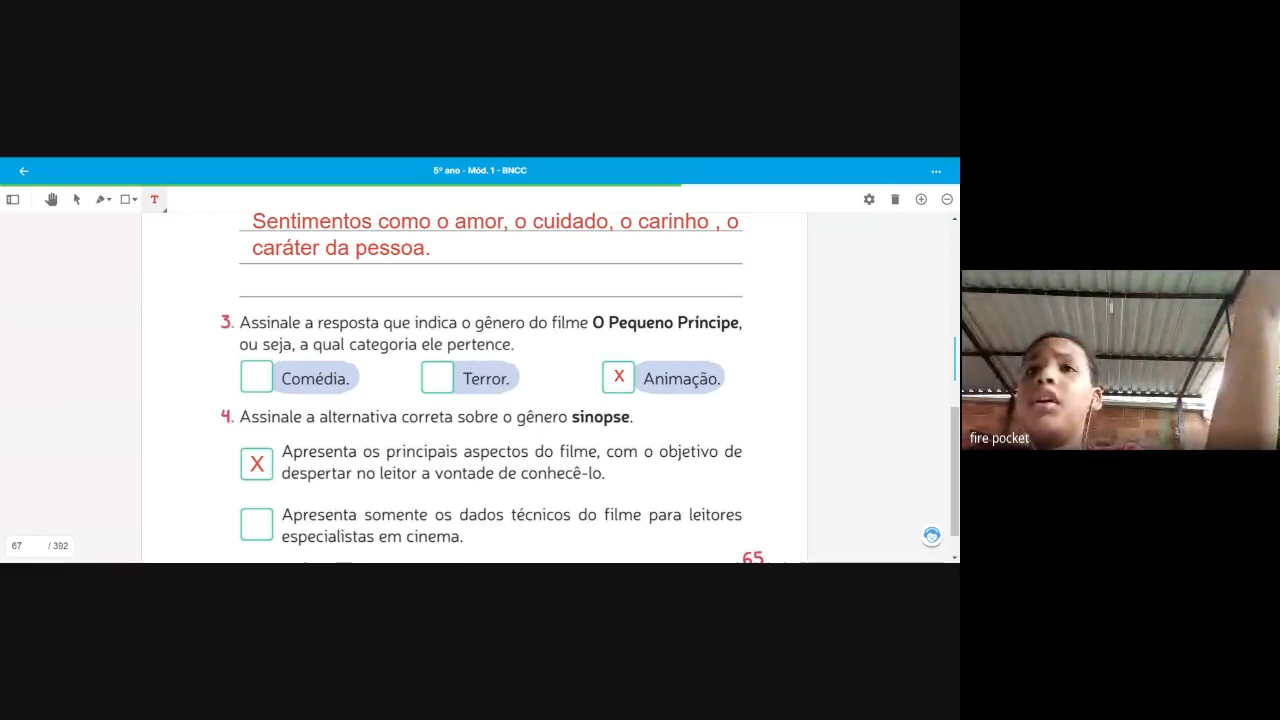 5º ano - Mód. 1 - BNCC
T
Sentimentos como o amor, o cuidado, o carinho , o
caráter da pessoa.
3. Assinale a resposta que indica o gênero do filme O Pequeno Príncipe,
ou seja, a qual categoria ele pertence.
Comédia. Terror. X Animação.
4. Assinale a alternativa correta sobre o gênero sinopse.
X Apresenta os principais aspectos do filme, com o objetivo de
despertar no leitor a vontade de conhecê-lo.
Apresenta somente os dados técnicos do filme para leitores
especialistas em cinema.
67 / 392
65
fire pocket